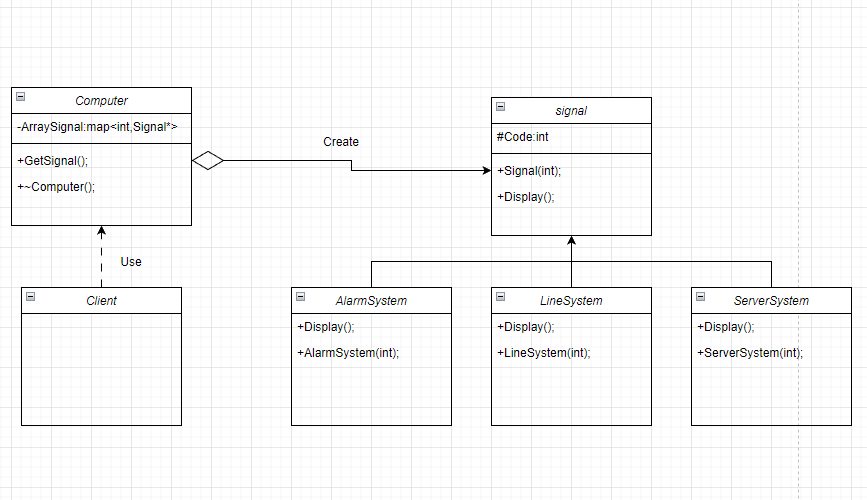 Computer
-ArraySignal:map<int,Signal*>
+GetSignal();
+~Computer();
Create
signal
#Code:int
+Signal(int);
+Display();
Use
Client
AlarmSystem
+Display();
+AlarmSystem(int);
LineSystem
+Display();
+LineSystem(int);
ServerSystem
+Display();
+ServerSystem(int);